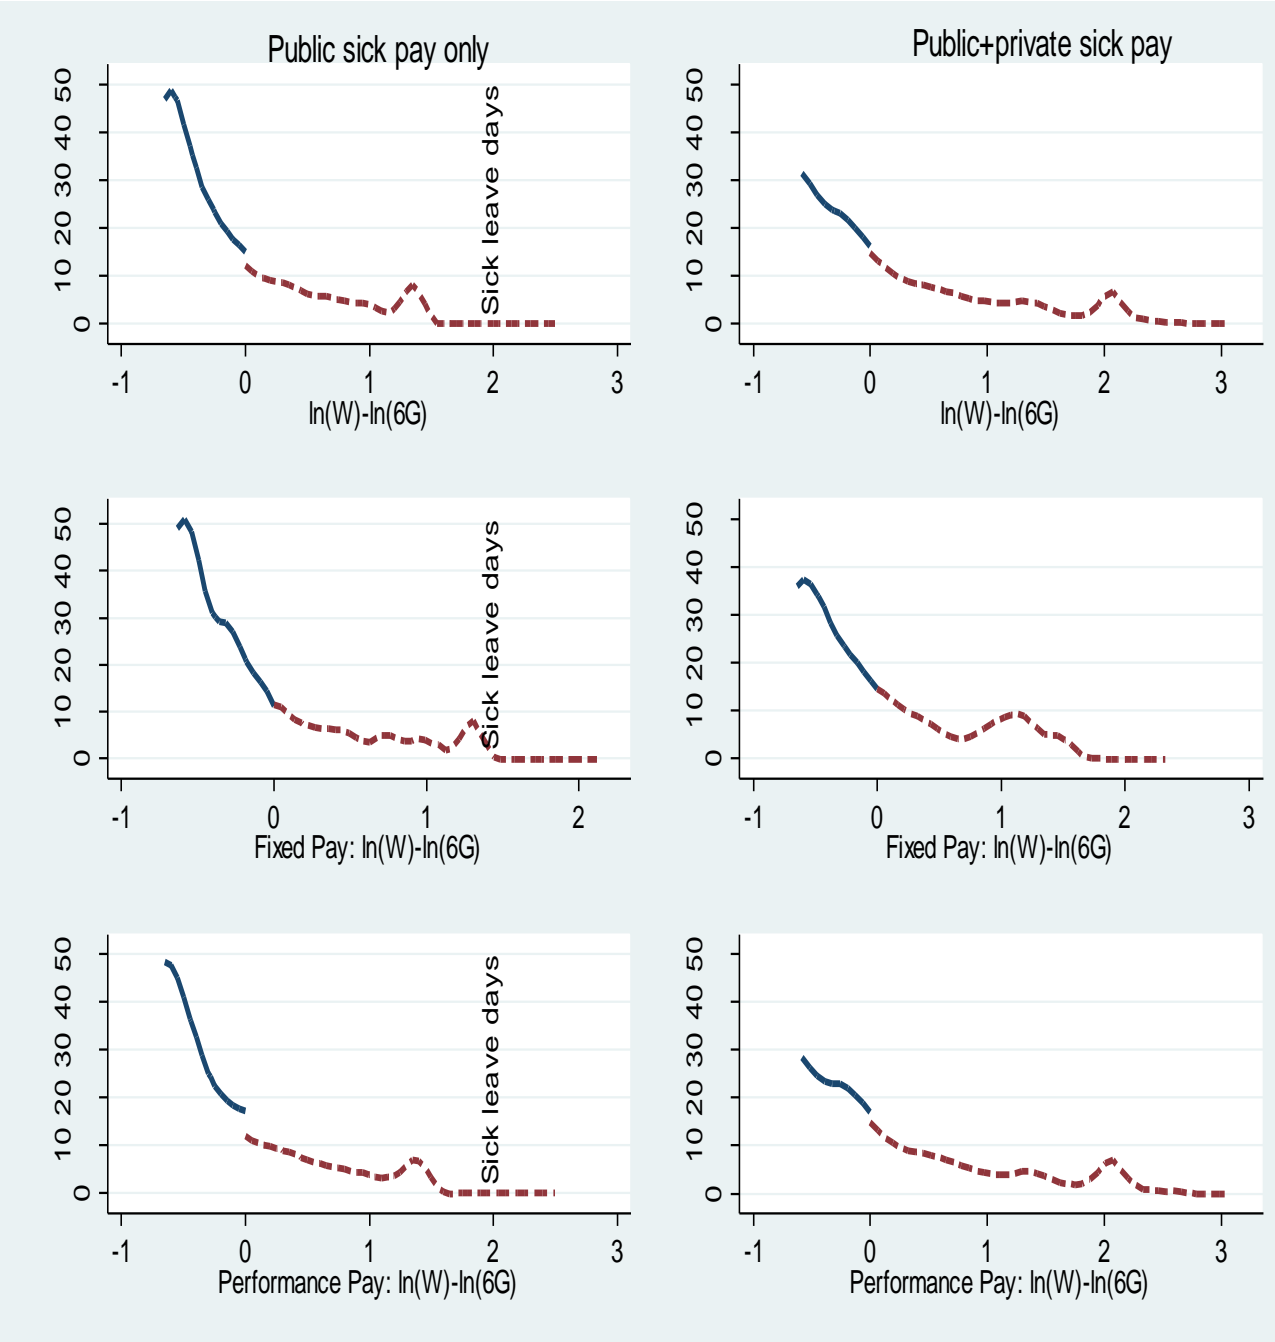 Public sick pay only
Public+private sick pay
50
40
30
20
10
0
Sick leave days
-1 0 1 2 3
ln(W)-ln(6G)
50
40
30
20
10
0
-1 0 1 2 3
ln(W)-ln(6G)
50
40
30
20
10
0
Sick leave days
-1 0 1 2
Fixed Pay: ln(W)-ln(6G)
50
40
30
20
10
0
-1 0 1 2 3
Fixed Pay: ln(W)-ln(6G)
50
40
30
20
10
0
Sick leave days
-1 0 1 2 3
Performance Pay: ln(W)-ln(6G)
50
40
30
20
10
0
-1 0 1 2 3
Performance Pay: ln(W)-ln(6G)